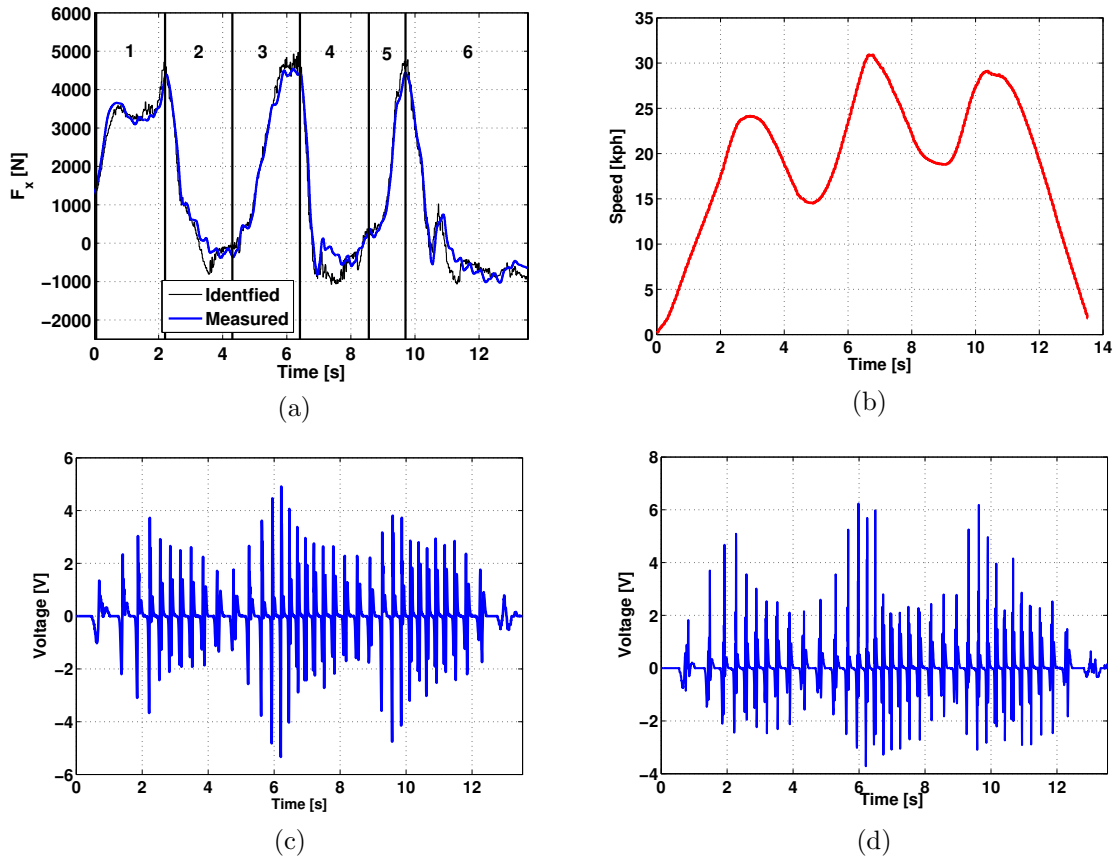 6000
5000
4000
3000
2000
1000
0
−1000
−2000
F_x [N]
1 2 3 4 5 6
Identfied
Measured
0 2 4 6 8 10 12
Time [s]
(a)
35
30
25
20
15
10
5
0
Speed [kph]
0 2 4 6 8 10 12 14
Time [s]
(b)
6
4
2
0
−2
−4
−6
Voltage [V]
0 2 4 6 8 10 12
Time [s]
(c)
8
6
4
2
0
−2
−4
Voltage [V]
0 2 4 6 8 10 12
Time [s]
(d)